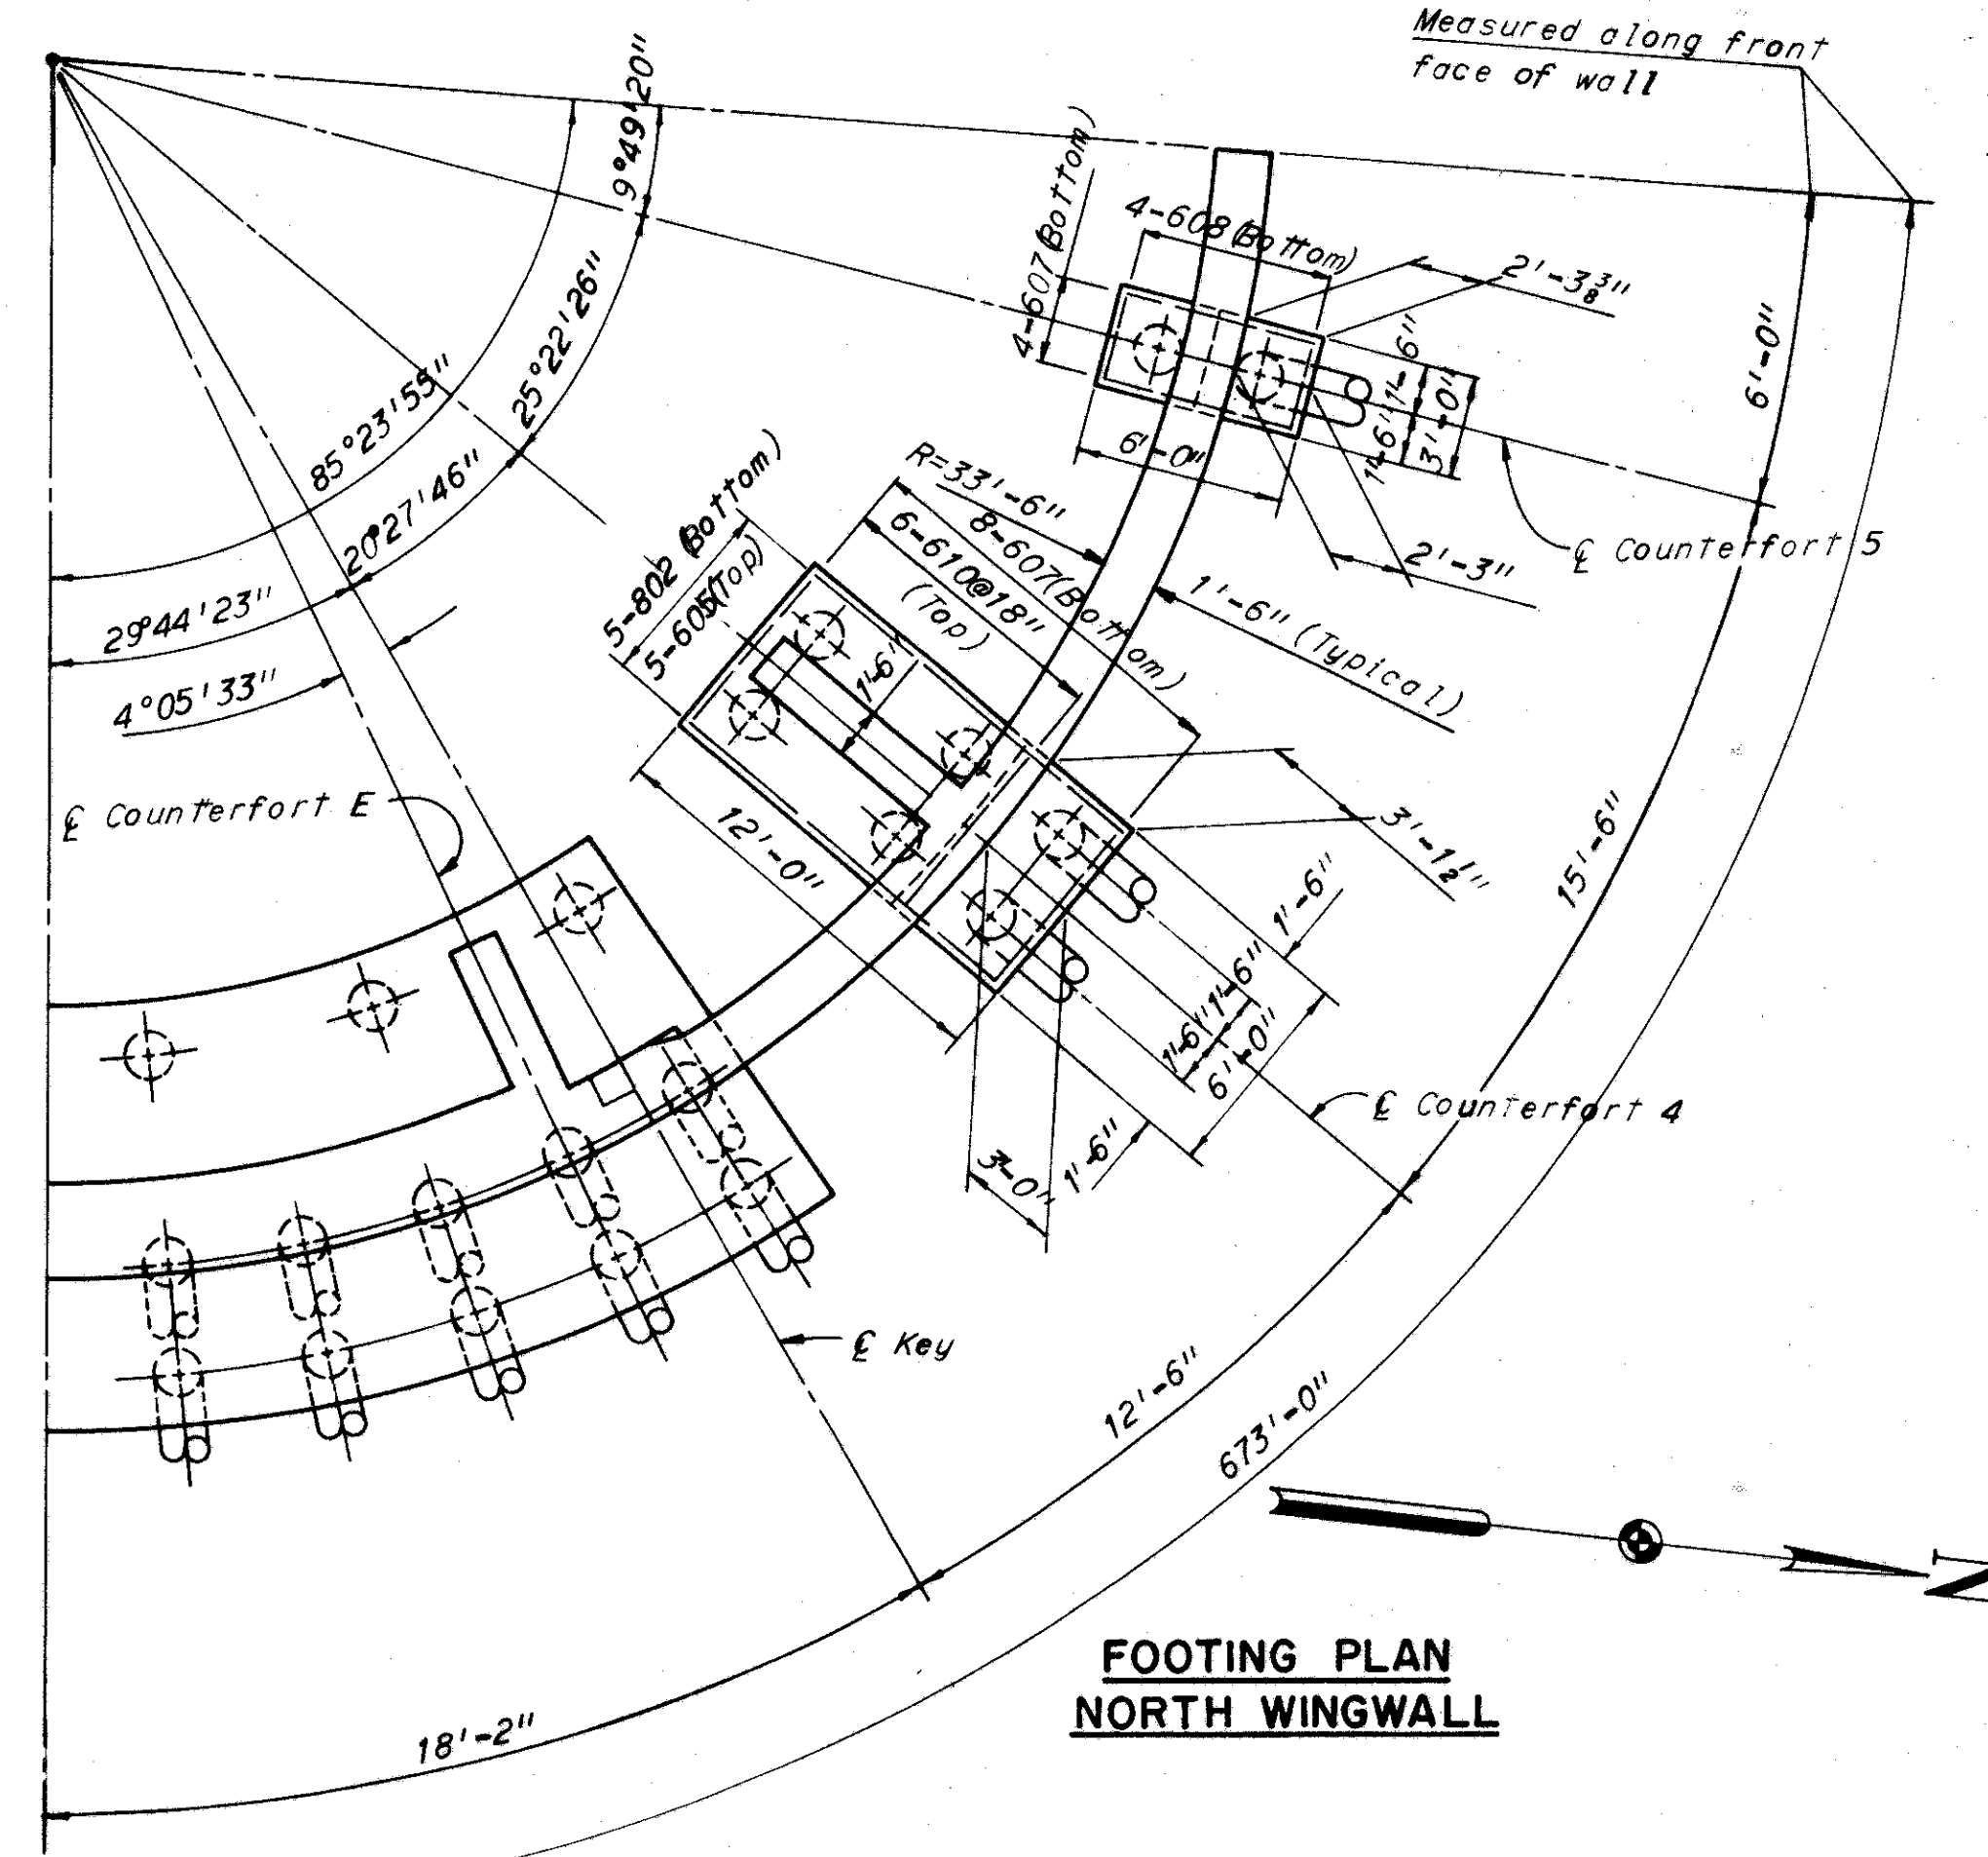 Measured along front
face of wall
9°49'20"
25°22'26"
85°23'55"
20°27'46"
29°44'23"
4°05'33"
4-607(Bottom)
4-608(Bottom)
2'-3 3/8"
1'-6"
1'-6"
3'-0"
6'-0"
6'-0"
R=33'-6"
8-607(Bottom)
6-610@18"
(Top)
5-802 (Bottom)
5-605(Top)
1'-6"
2'-3"
℄ Counterfort 5
1'-6" (Typical)
℄ Counterfort E
12'-0"
3'-1 1/2"
15'-6"
1'-6"
1'-6"
1'-6"
6'-0"
℄ Counterfort 4
1'-6"
3'-0"
℄ Key
12'-6"
673'-0"
18'-2"
N
FOOTING PLAN
NORTH WINGWALL